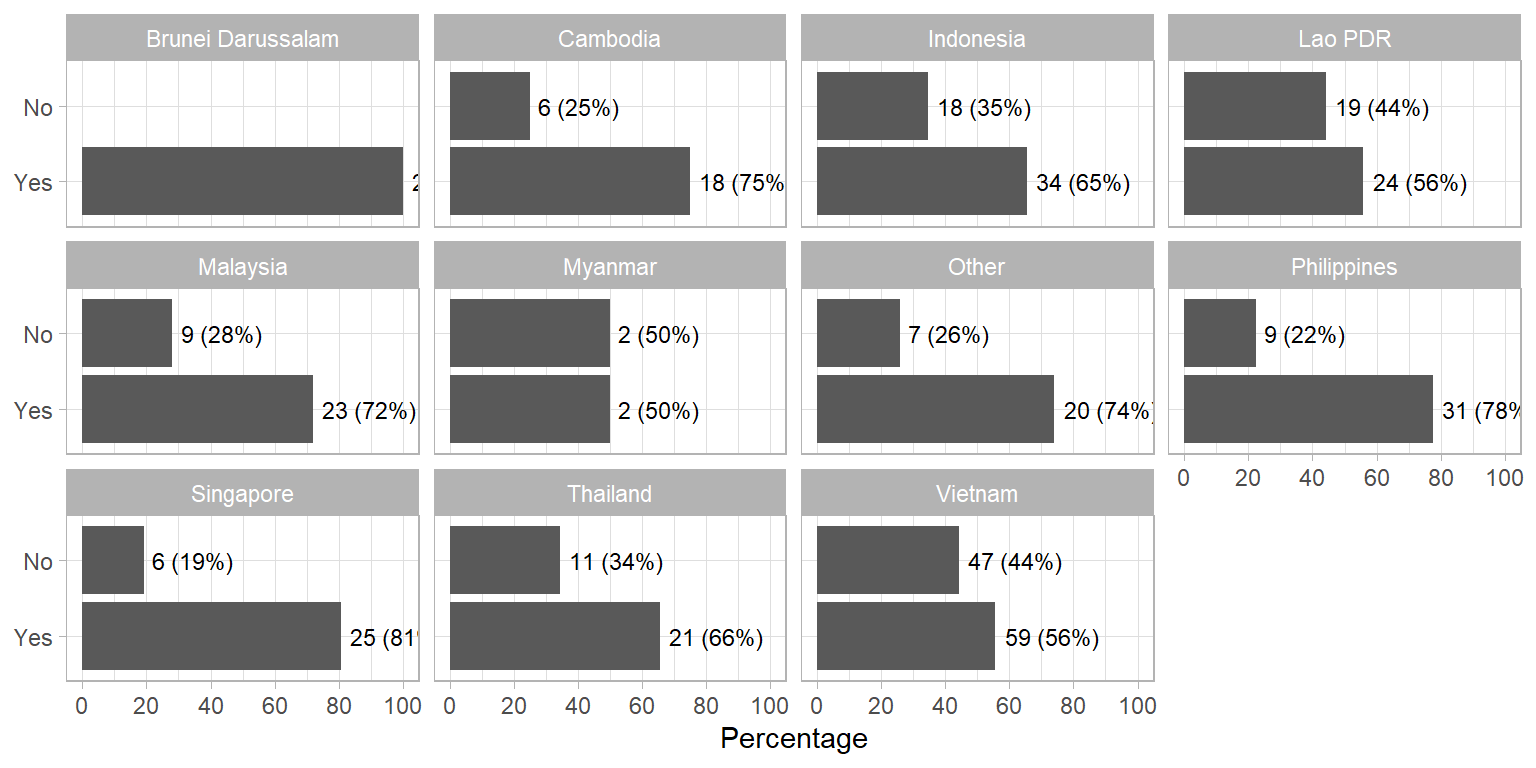 Brunei Darussalam
Cambodia
Indonesia
Lao PDR
No
6 (25%)
18 (35%)
19 (44%)
Yes
18 (75%
34 (65%)
24 (56%)
Malaysia
Myanmar
Other
Philippines
No
9 (28%)
2 (50%)
7 (26%)
9 (22%)
Yes
23 (72%)
2 (50%)
20 (74%)
31 (78%
0 20 40 60 80 100
Singapore
Thailand
Vietnam
No
6 (19%)
11 (34%)
47 (44%)
Yes
25 (81
21 (66%)
59 (56%)
0 20 40 60 80 100
0 20 40 60 80 100
0 20 40 60 80 100
Percentage